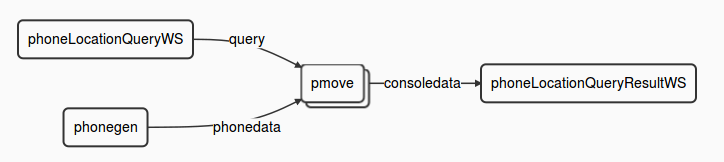 phoneLocationQueryWS
query
pmove
consoledata
phoneLocationQueryResultWS
phonegen
phonedata